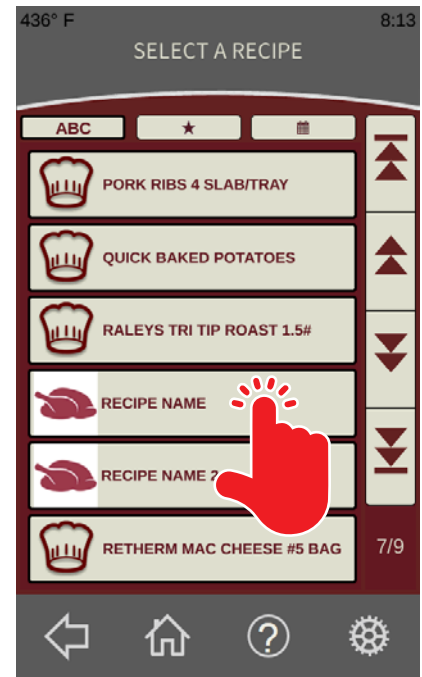 436° F
8:13
SELECT A RECIPE
ABC
PORK RIBS 4 SLAB/TRAY
QUICK BAKED POTATOES
RALEYS TRI TIP ROAST 1.5#
RECIPE NAME
RECIPE NAME 2
RETHERM MAC CHEESE #5 BAG
7/9
?